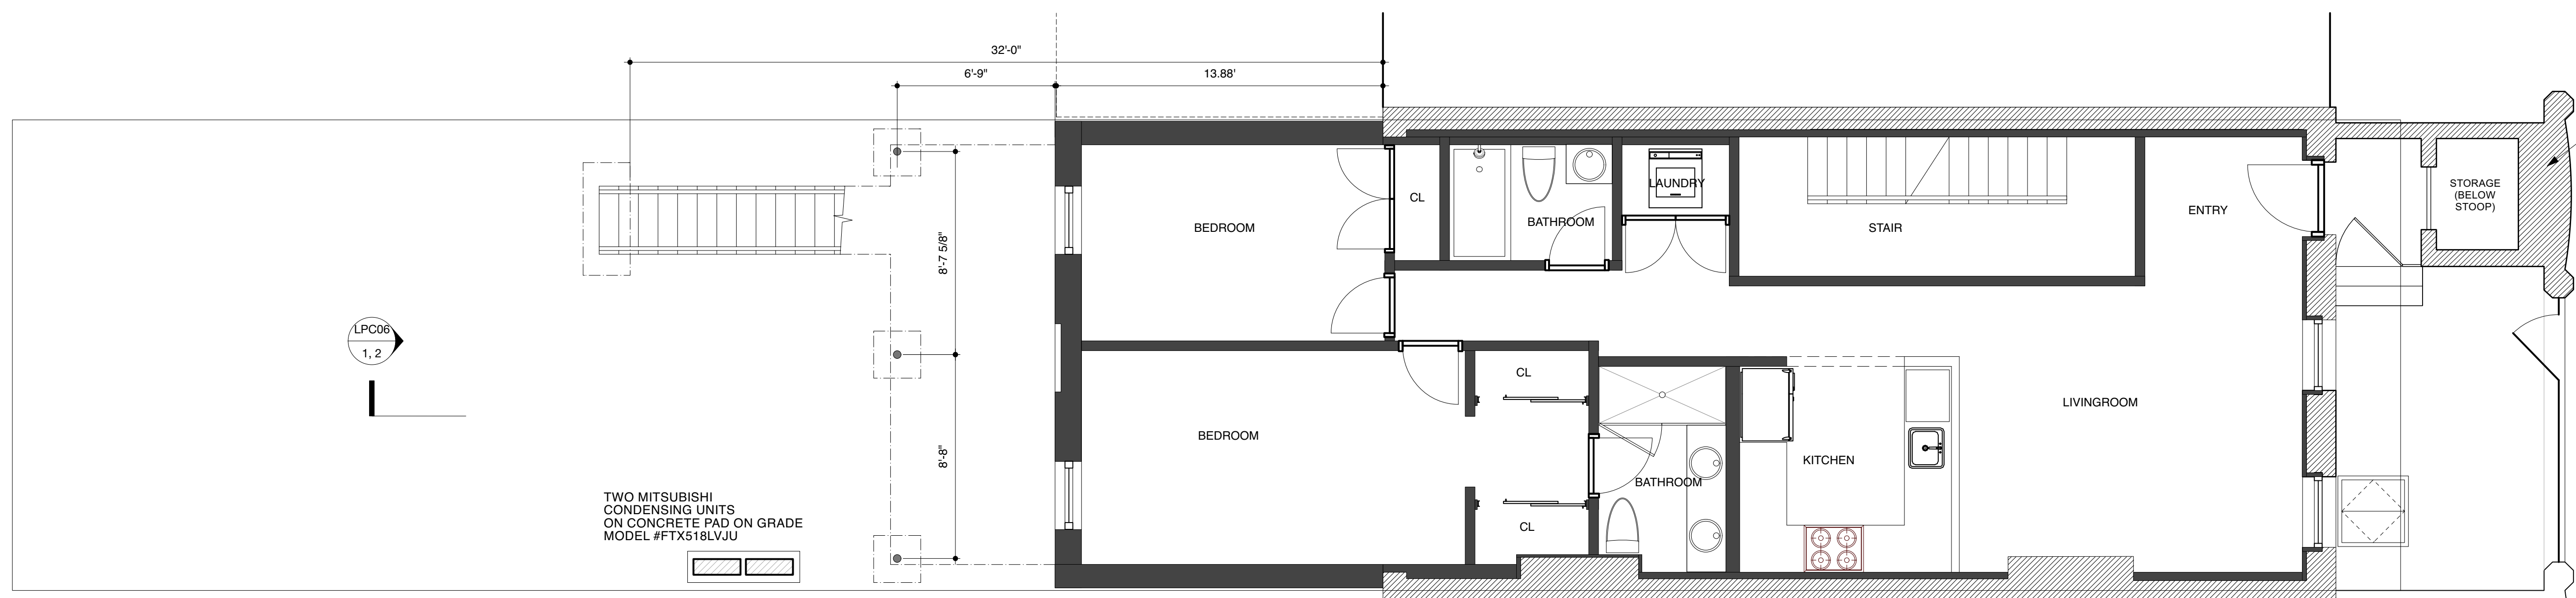 32'-0"
6'-9"
13.88'
STORAGE
(BELOW
STOOP)
LAUNDRY
CL
ENTRY
BATHROOM
BEDROOM
STAIR
8'-7 5/8"
LPC06
1, 2
CL
LIVINGROOM
BEDROOM
8'-8"
KITCHEN
BATHROOM
TWO MITSUBISHI
CONDENSING UNITS
ON CONCRETE PAD ON GRADE
MODEL #FTX518LVJU
CL